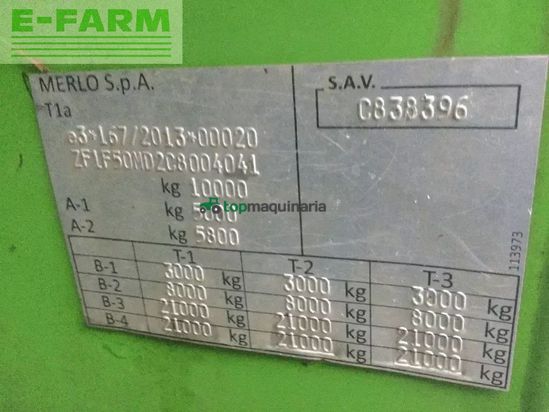 E-FARM
MERLO S.p.A.
T1a
e3*167/2013*00020
ZF1F50MD2C8004041
kg 10000
A-1 kg 5000
A-2 kg 5800
S.A.V.
C838396
topmaquinaria
T-1 T-2 T-3
B-1 3000 kg 3000 kg 3000 kg
B-2 8000 kg 8000 kg 8000 kg
B-3 21000 kg 21000 kg 21000 kg
B-4 21000 kg 21000 kg 21000 kg
113973